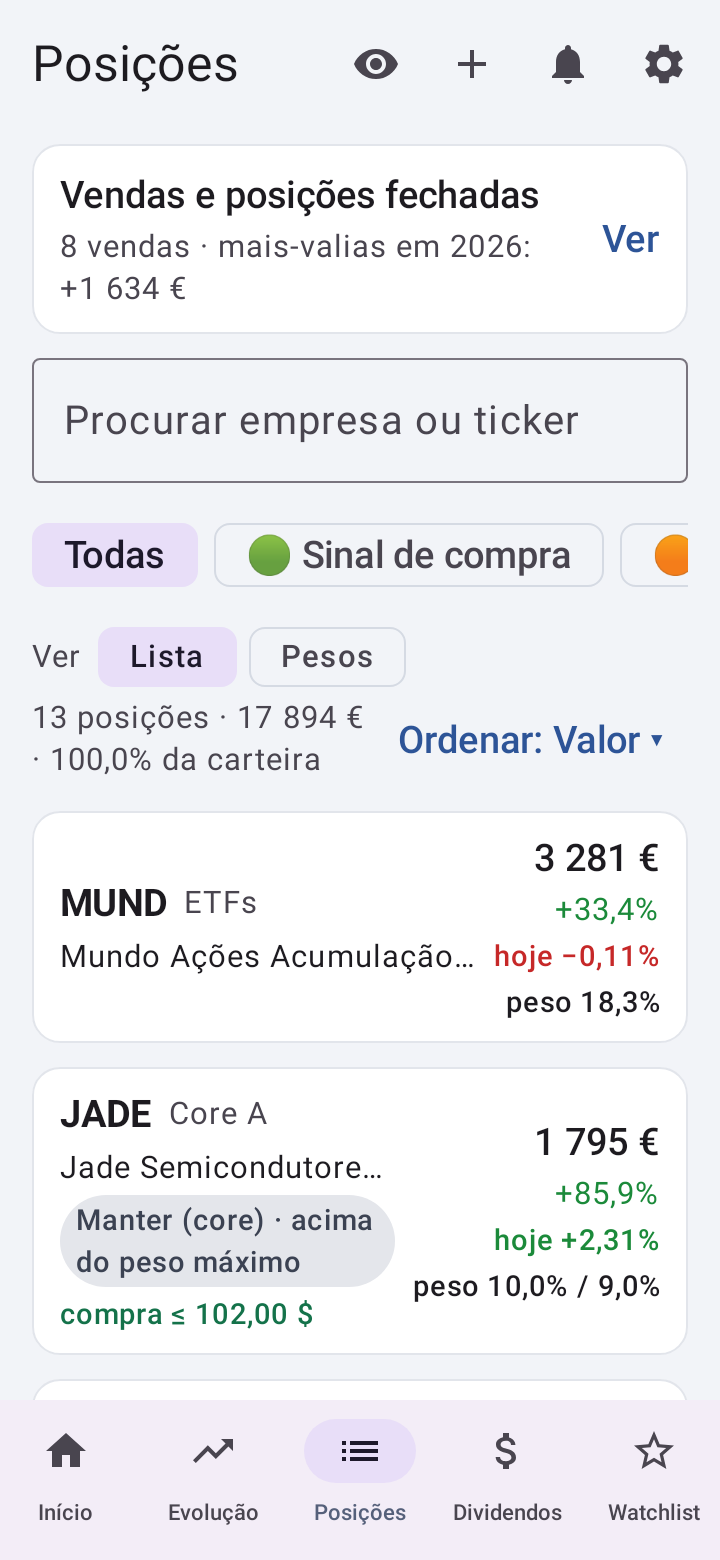 Posições
Vendas e posições fechadas
8 vendas · mais-valias em 2026:
+1 634 €
Ver
Procurar empresa ou ticker
Todas
Sinal de compra
Ver
Lista
Pesos
13 posições · 17 894 €
· 100,0% da carteira
Ordenar: Valor ▾
MUND ETFs
Mundo Ações Acumulação…
3 281 €
+33,4%
hoje −0,11%
peso 18,3%
JADE Core A
Jade Semicondutore…
Manter (core) · acima
do peso máximo
compra ≤ 102,00 $
1 795 €
+85,9%
hoje +2,31%
peso 10,0% / 9,0%
Início
Evolução
Posições
Dividendos
Watchlist